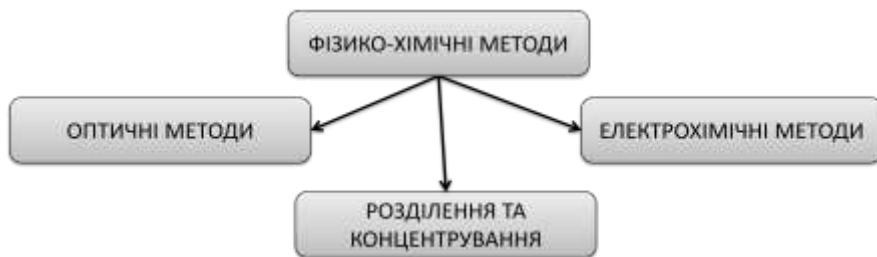 ФІЗИКО-ХІМІЧНІ МЕТОДИ
ОПТИЧНІ МЕТОДИ
ЕЛЕКТРОХІМІЧНІ МЕТОДИ
РОЗДІЛЕННЯ ТА
КОНЦЕНТРУВАННЯ